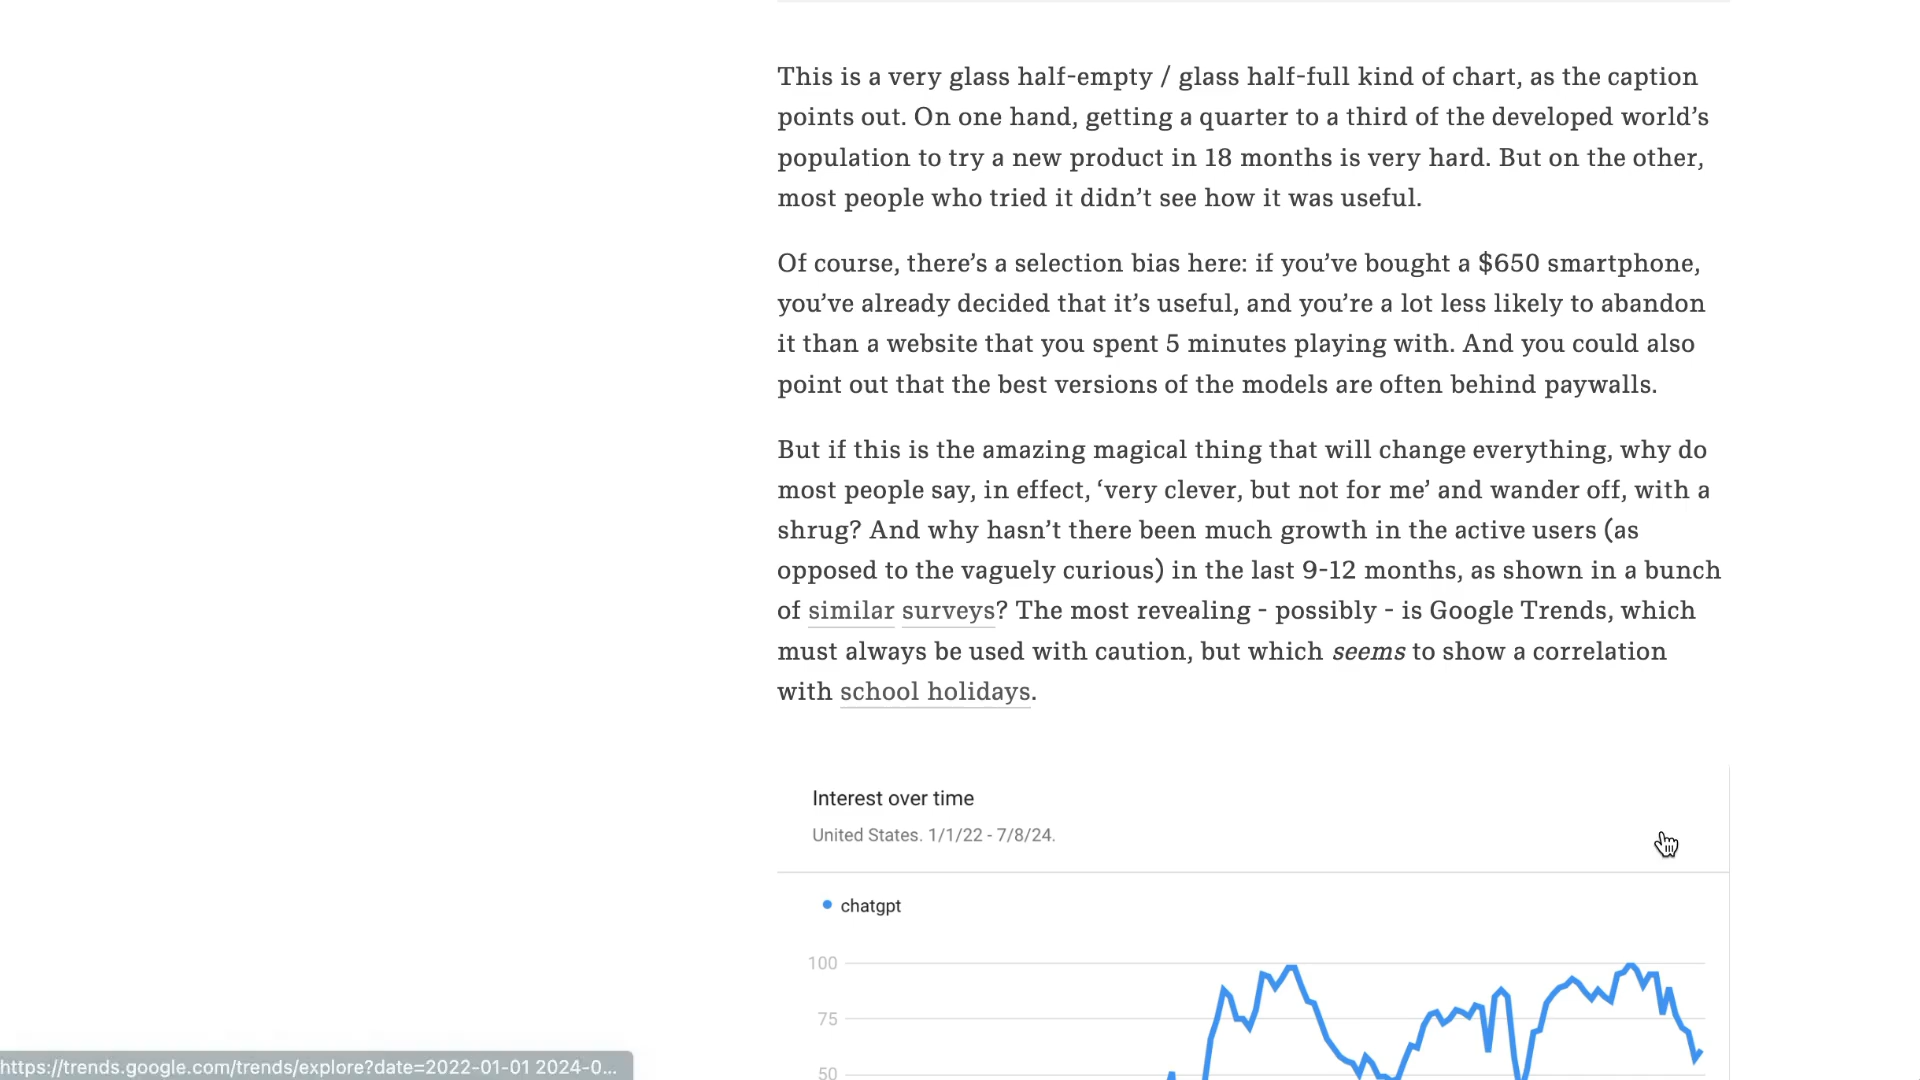 This is a very glass half-empty / glass half-full kind of chart, as the caption
points out. On one hand, getting a quarter to a third of the developed world’s
population to try a new product in 18 months is very hard. But on the other,
most people who tried it didn’t see how it was useful.
Of course, there’s a selection bias here: if you’ve bought a $650 smartphone,
you’ve already decided that it’s useful, and you’re a lot less likely to abandon
it than a website that you spent 5 minutes playing with. And you could also
point out that the best versions of the models are often behind paywalls.
But if this is the amazing magical thing that will change everything, why do
most people say, in effect, ‘very clever, but not for me’ and wander off, with a
shrug? And why hasn’t there been much growth in the active users (as
opposed to the vaguely curious) in the last 9-12 months, as shown in a bunch
of similar surveys? The most revealing - possibly - is Google Trends, which
must always be used with caution, but which seems to show a correlation
with school holidays.
Interest over time
United States. 1/1/22 - 7/8/24.
chatgpt
100
75
50
https://trends.google.com/trends/explore?date=2022-01-01 2024-0...